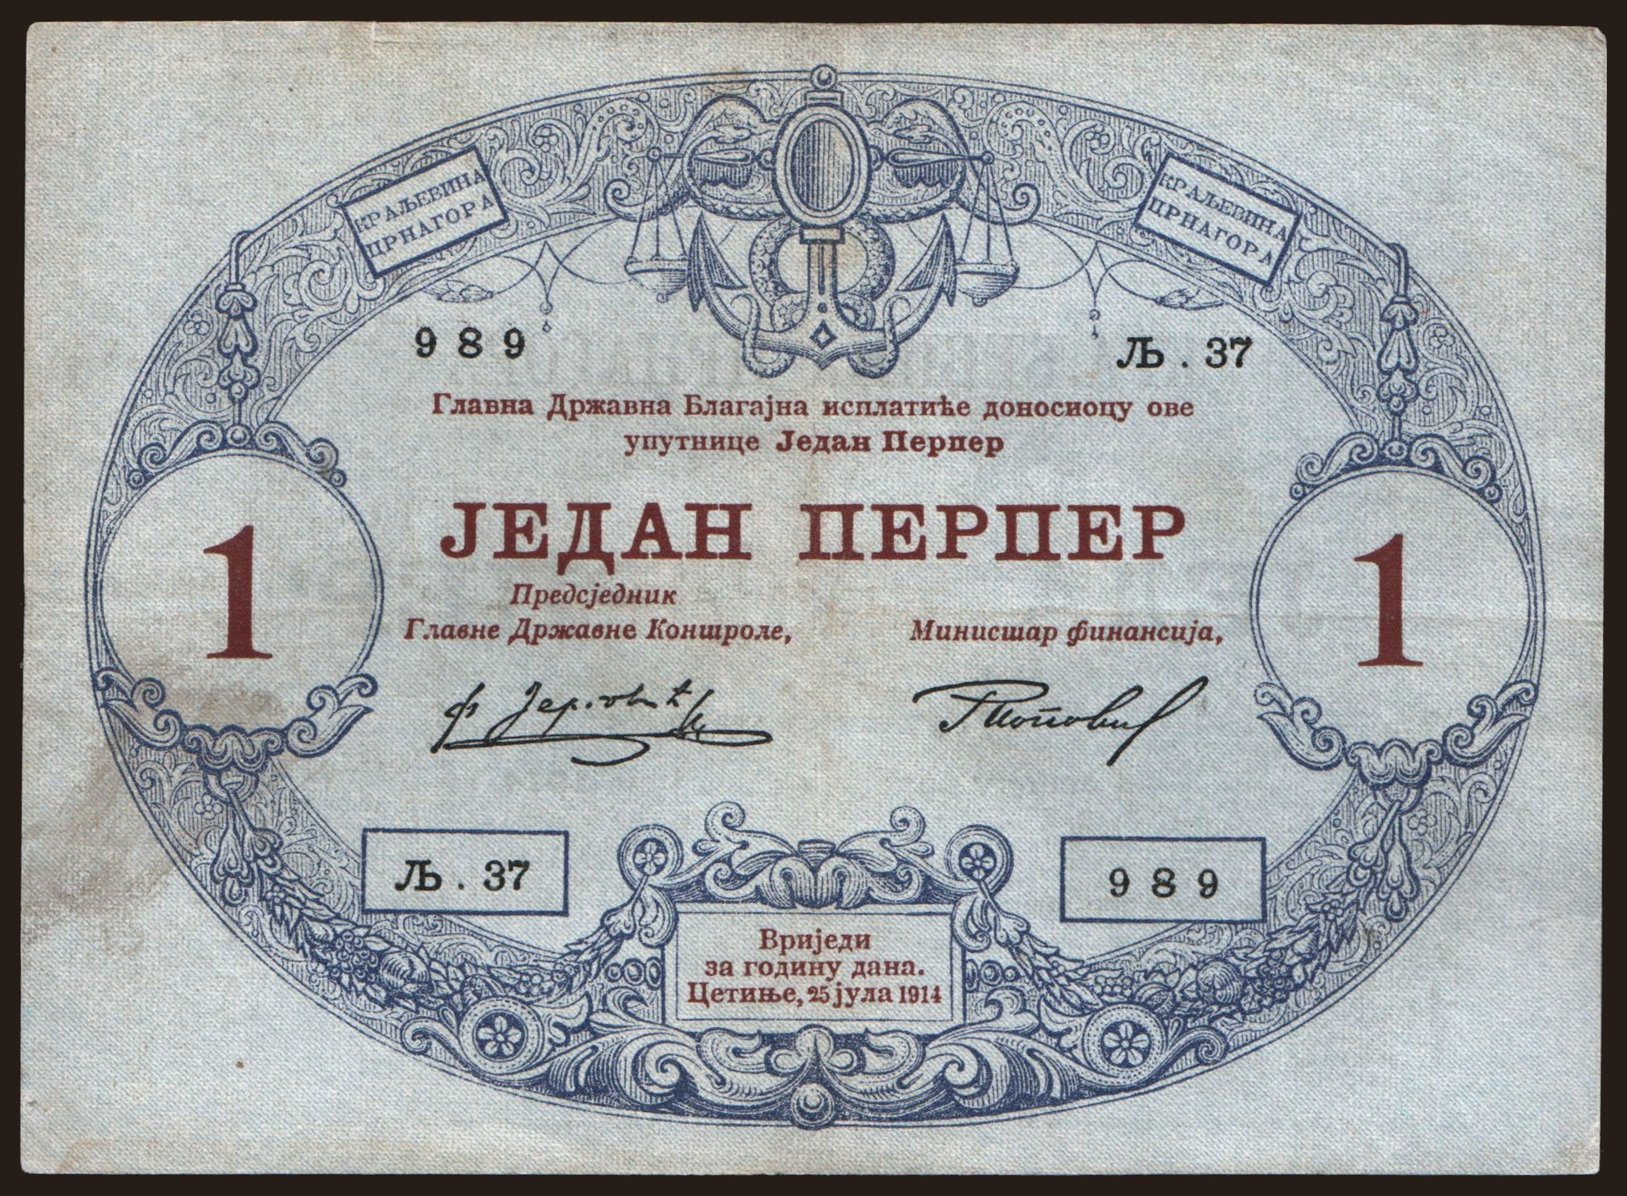 КРАЉЕВИНА
ЦРНАГОРА
КРАЉЕВИНА
ЦРНАГОРА
989
Љ. 37
Главна Државна Благајна исплатиће доносиоцу ове
упутнице Један Перпер
ЈЕДАН ПЕРПЕР
1
1
Предсједник
Главне Државне Контроле,
Министар финансија,
Љ. 37
989
Вриједи
за годину дана.
Цетиње, 25 јула 1914